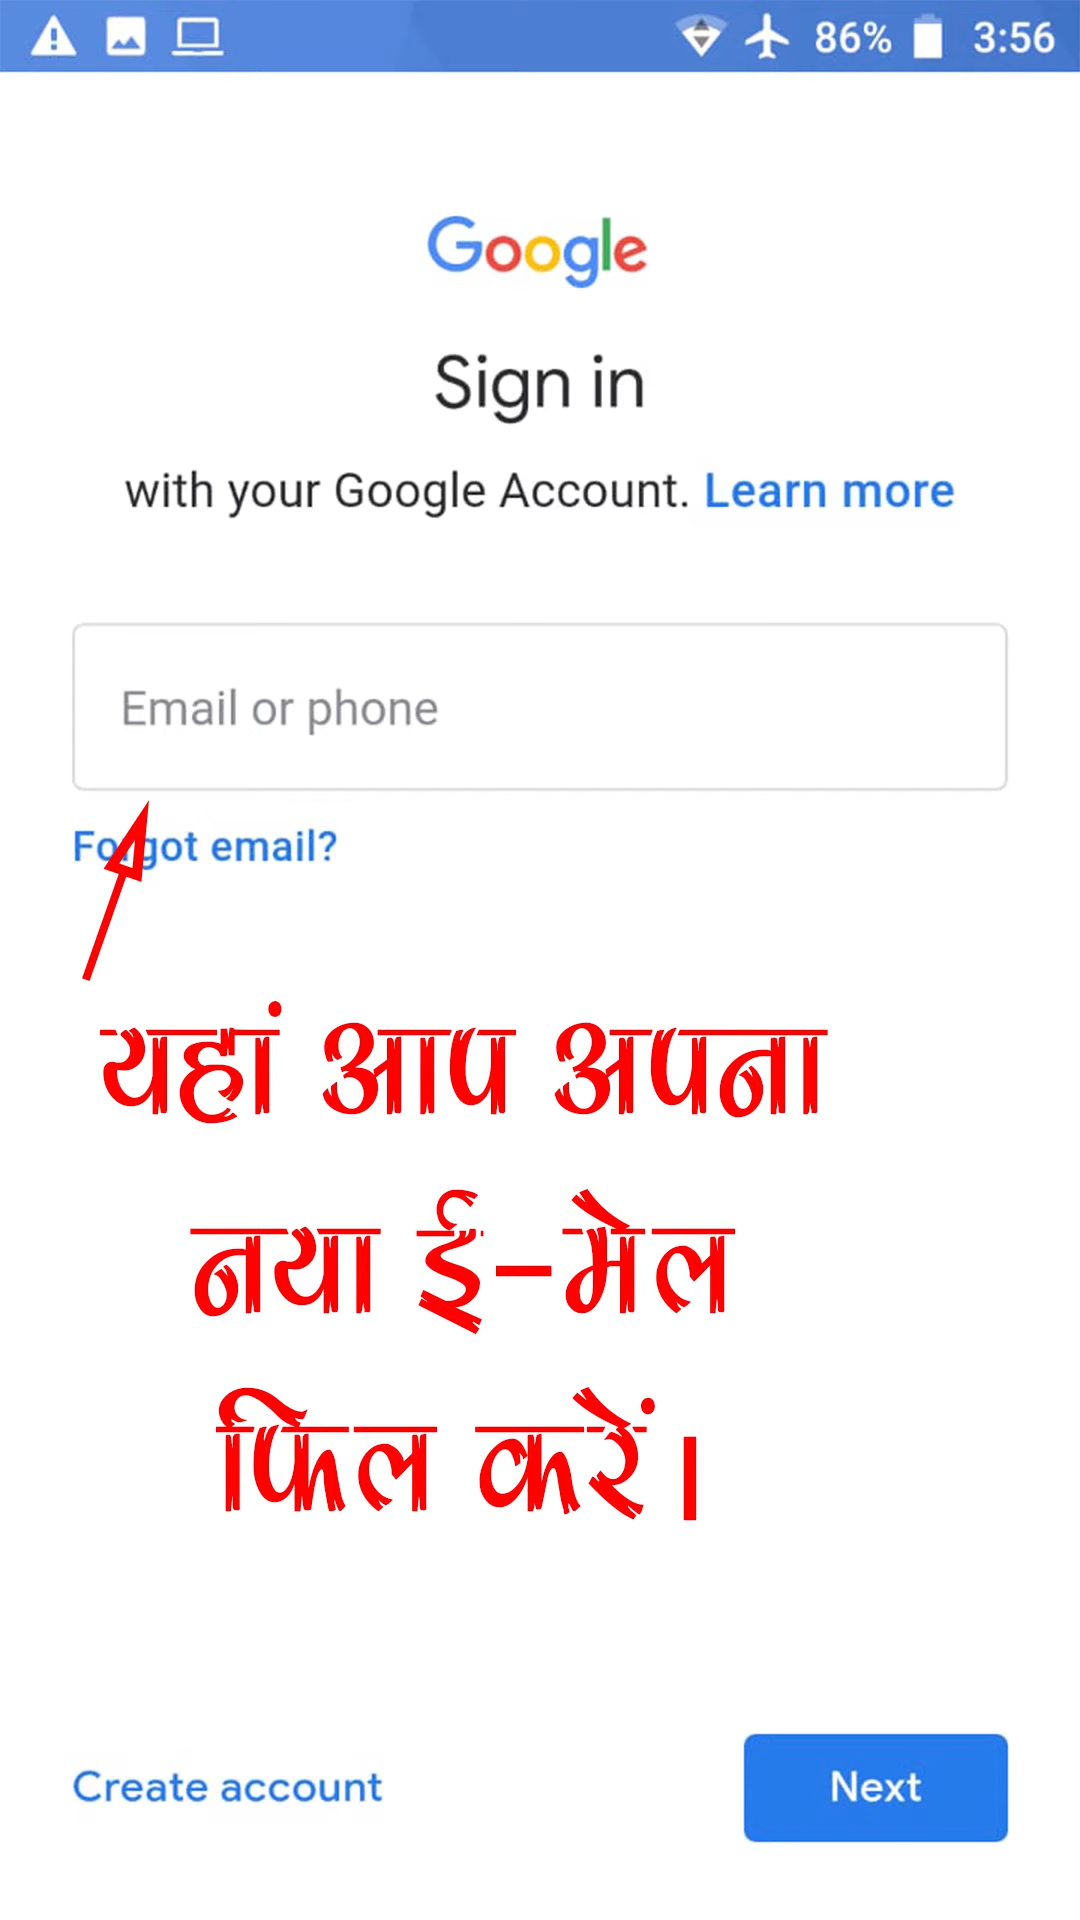 86% 3:56
Google
Sign in
with your Google Account. Learn more
Email or phone
Forgot email?
यहां आप अपना
नया ई-मेल
फिल करें।
Create account Next